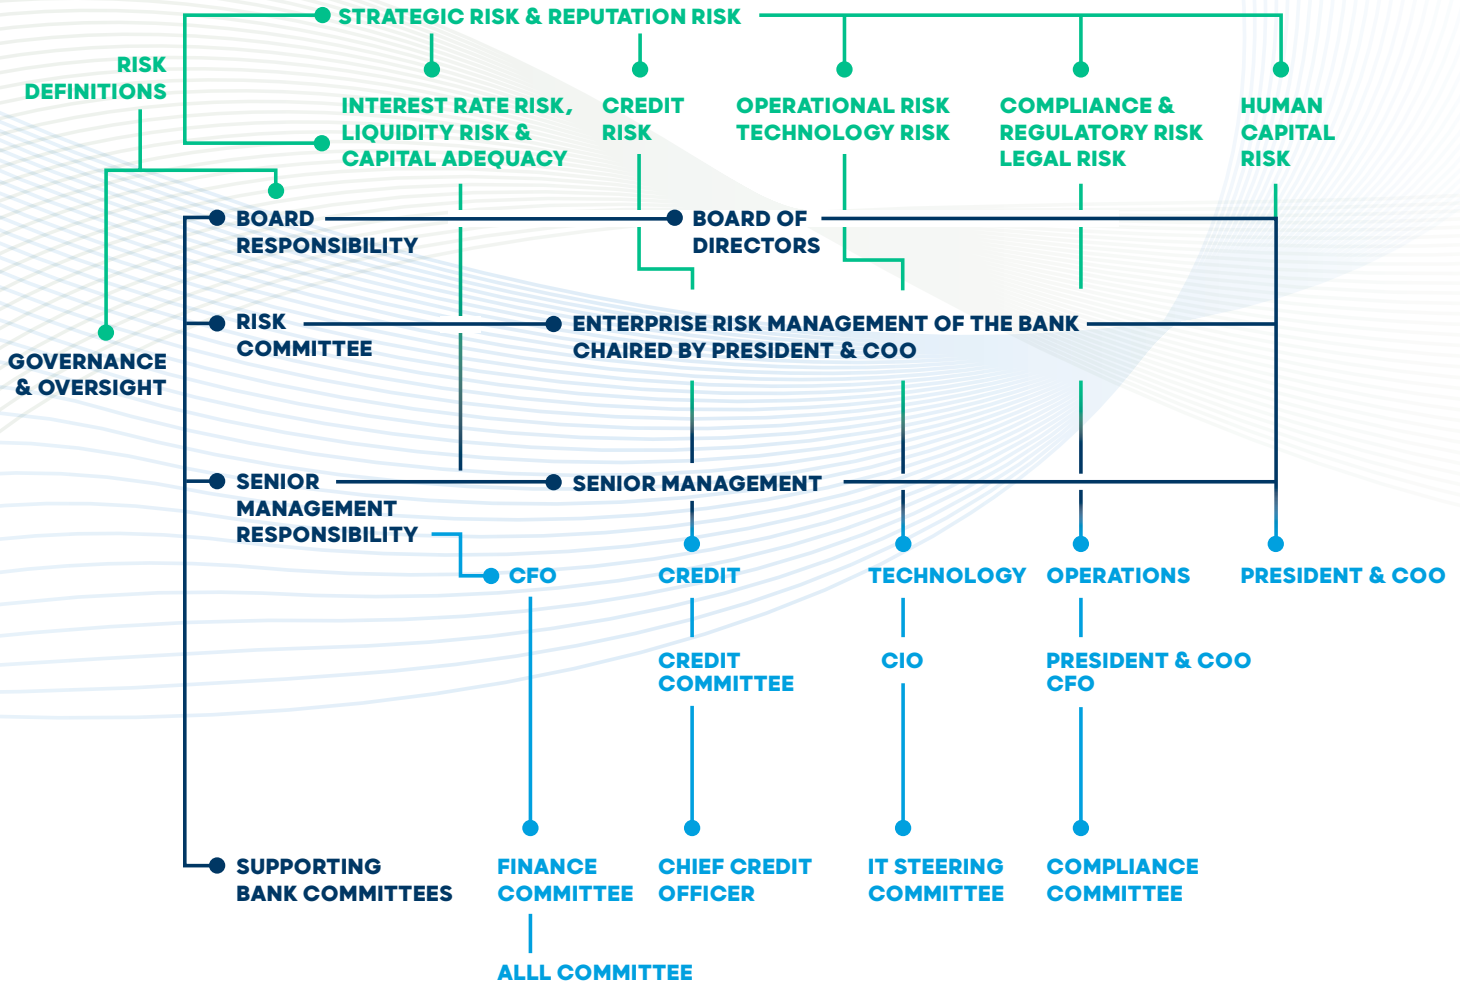 STRATEGIC RISK & REPUTATION RISK
RISK
DEFINITIONS
INTEREST RATE RISK,
LIQUIDITY RISK &
CAPITAL ADEQUACY
CREDIT
RISK
OPERATIONAL RISK
TECHNOLOGY RISK
COMPLIANCE &
REGULATORY RISK
LEGAL RISK
HUMAN
CAPITAL
RISK
BOARD
RESPONSIBILITY
BOARD OF
DIRECTORS
RISK
COMMITTEE
ENTERPRISE RISK MANAGEMENT OF THE BANK
CHAIRED BY PRESIDENT & COO
GOVERNANCE
& OVERSIGHT
SENIOR
MANAGEMENT
RESPONSIBILITY
SENIOR MANAGEMENT
CFO
CREDIT
TECHNOLOGY
OPERATIONS
PRESIDENT & COO
CREDIT
COMMITTEE
CIO
PRESIDENT & COO
CFO
SUPPORTING
BANK COMMITTEES
FINANCE
COMMITTEE
CHIEF CREDIT
OFFICER
IT STEERING
COMMITTEE
COMPLIANCE
COMMITTEE
ALLL COMMITTEE